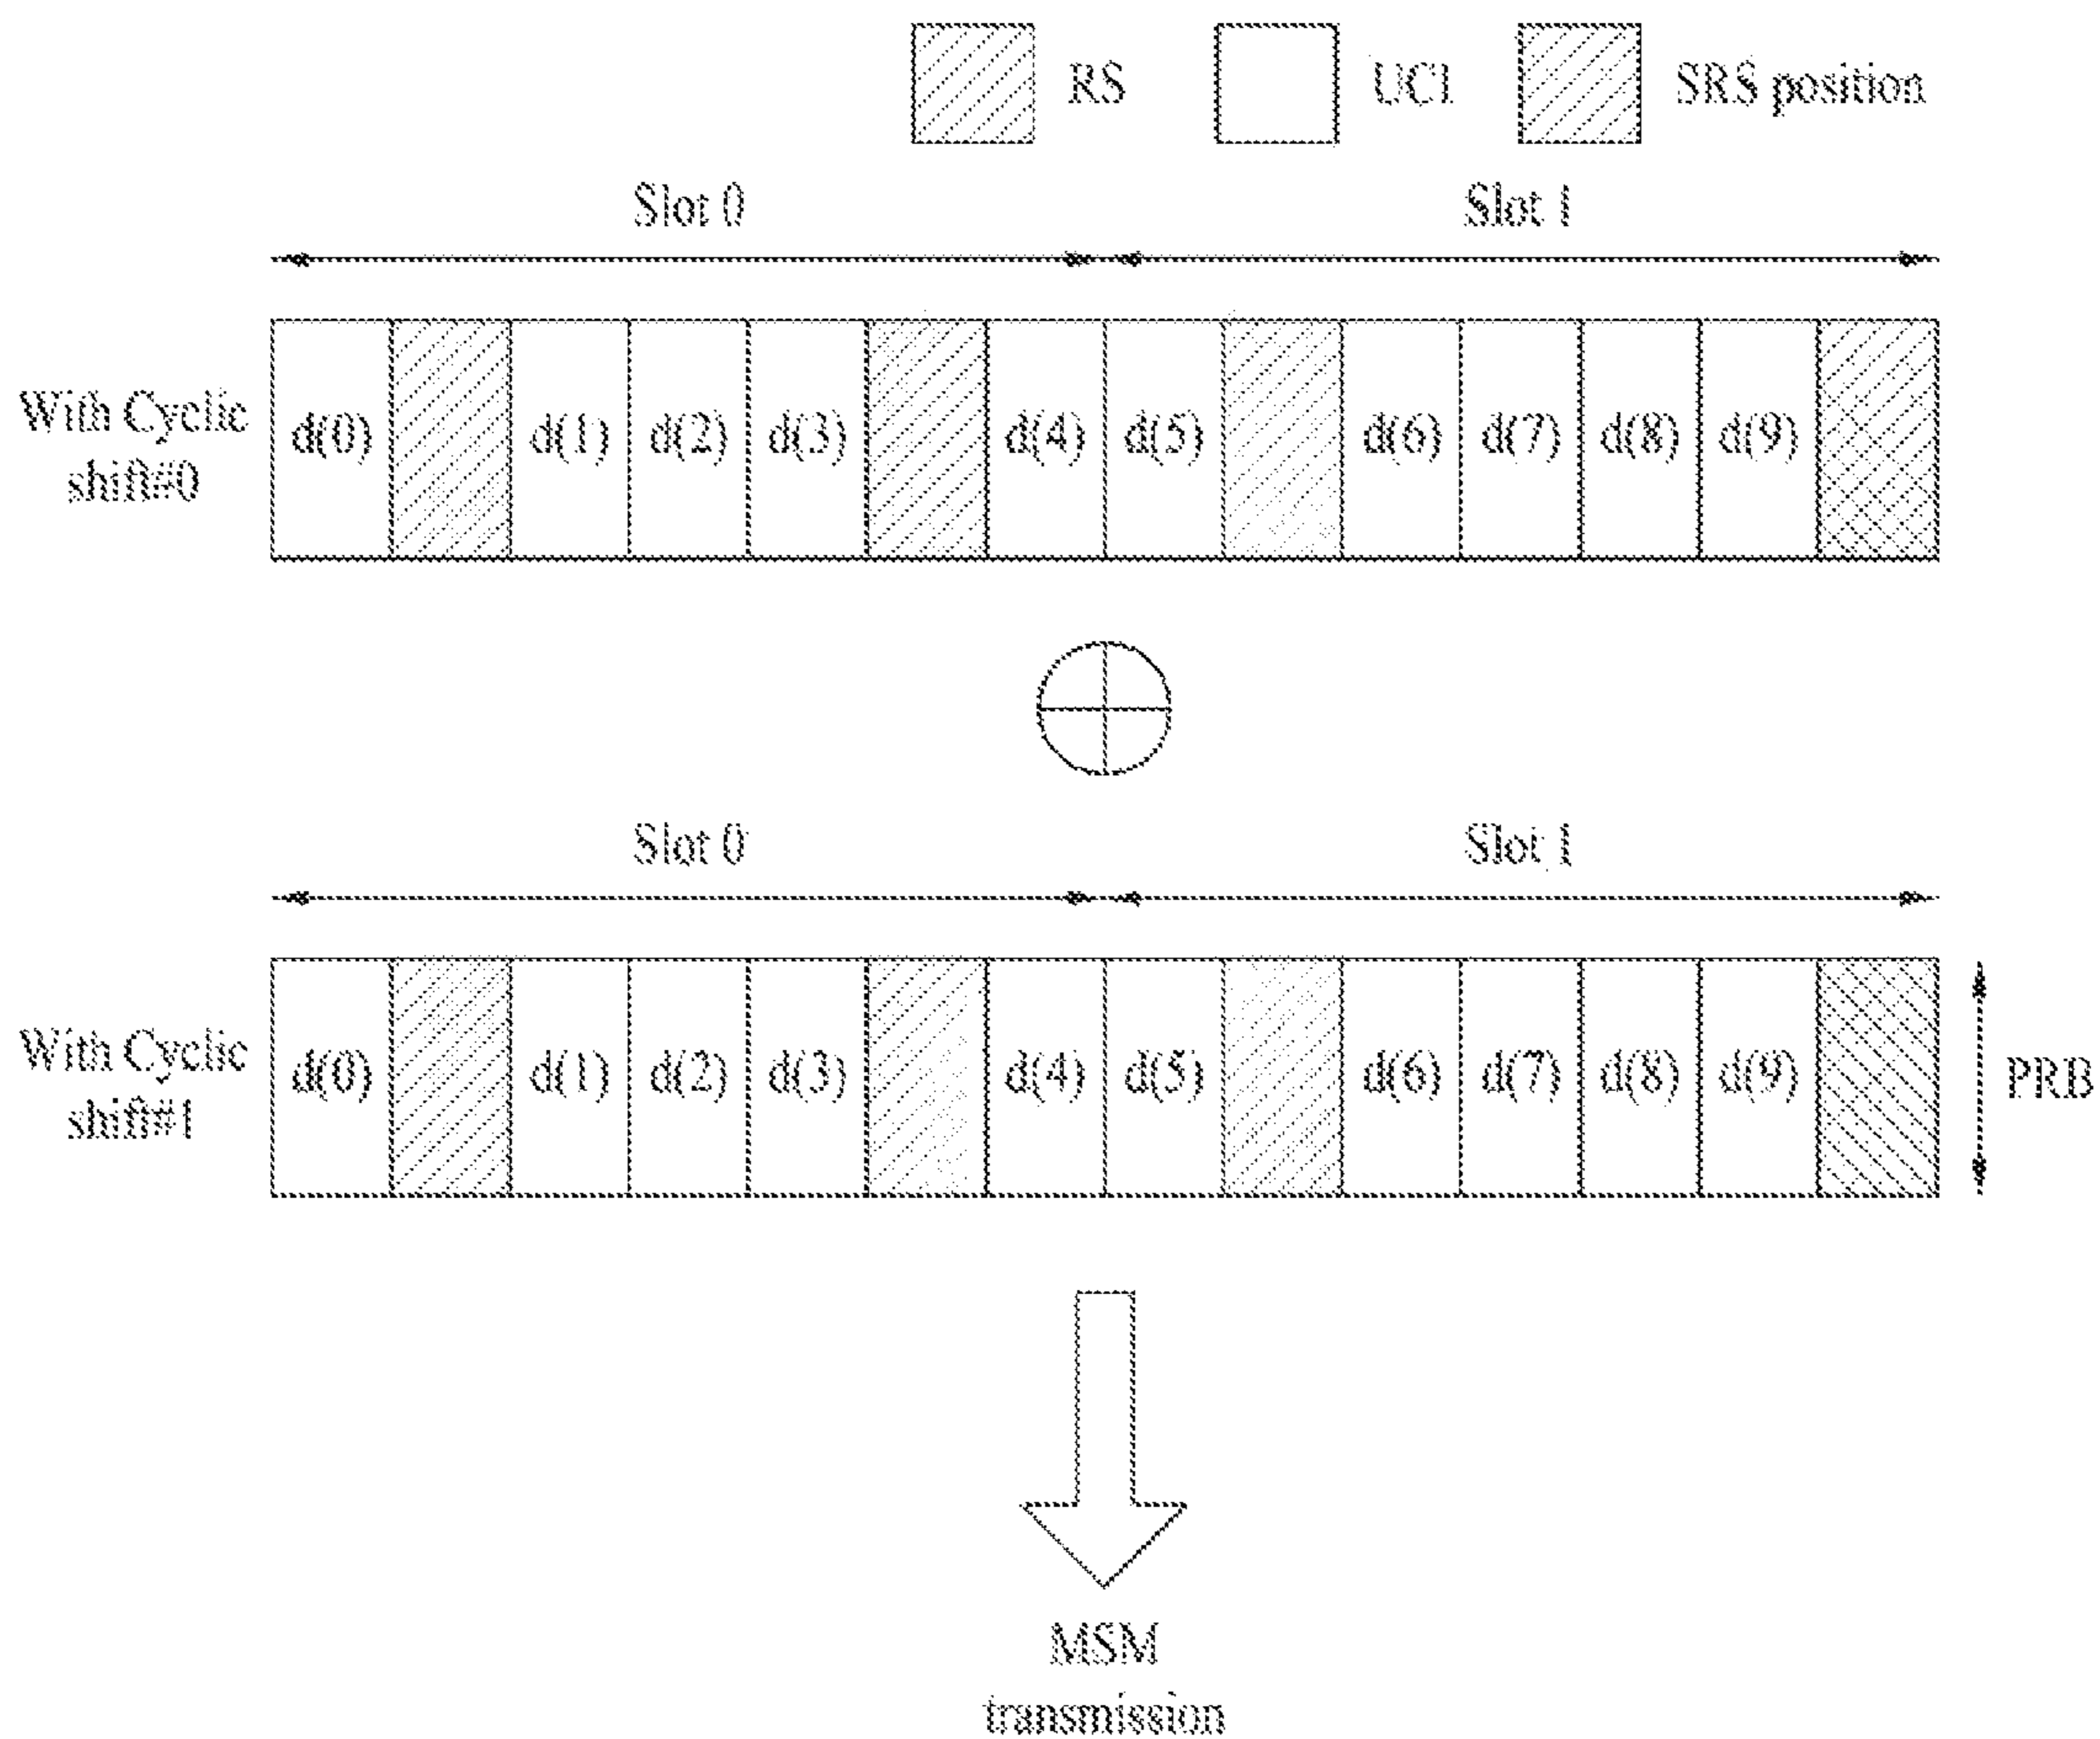 RS UCI SRS position
Slot 0 Slot 1
With Cyclic
shift#0
d(0) d(1) d(2) d(3) d(4) d(5) d(6) d(7) d(8) d(9)
Slot 0 Slot 1
With Cyclic
shift#1
d(0) d(1) d(2) d(3) d(4) d(5) d(6) d(7) d(8) d(9)
PRB
MSM
transmission